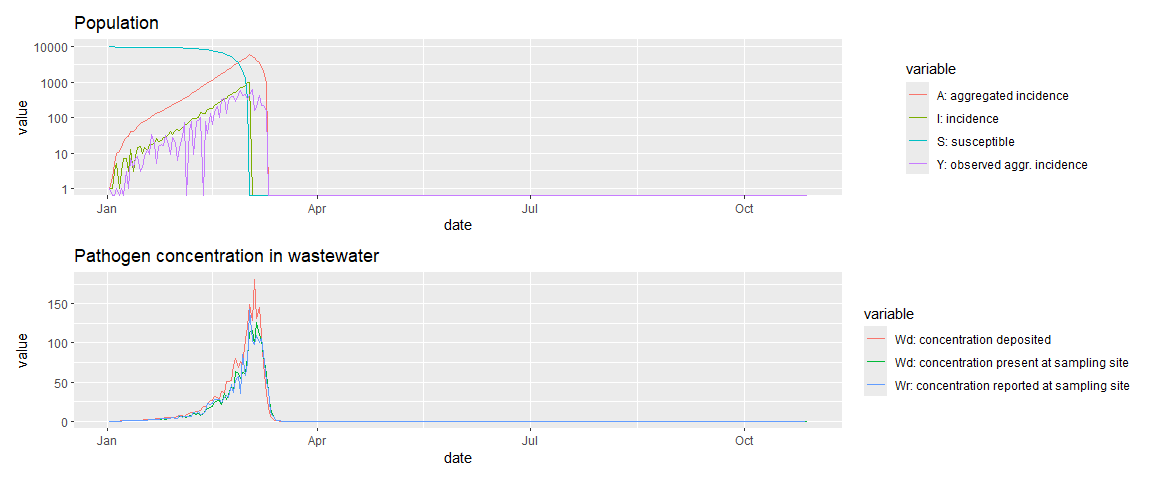 Population
10000
1000
100
10
1
value
Jan
Apr
Jul
Oct
date
variable
A: aggregated incidence
I: incidence
S: susceptible
Y: observed aggr. incidence
Pathogen concentration in wastewater
150
100
50
0
value
Jan
Apr
Jul
Oct
date
variable
Wd: concentration deposited
Wd: concentration present at sampling site
Wr: concentration reported at sampling site